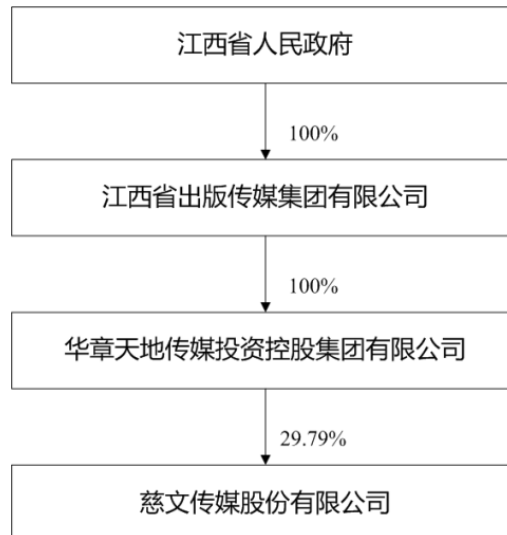 江西省人民政府
100%
江西省出版传媒集团有限公司
100%
华章天地传媒投资控股集团有限公司
29.79%
慈文传媒股份有限公司